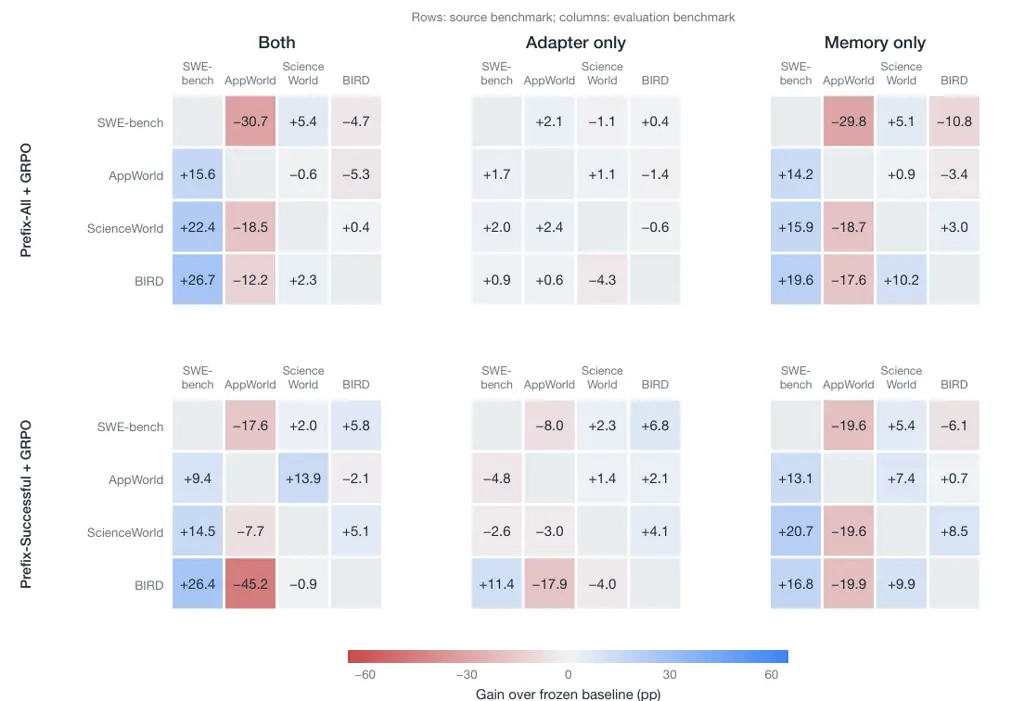 Rows: source benchmark; columns: evaluation benchmark
Both Adapter only Memory only
SWE- Science SWE- Science SWE- Science
bench AppWorld World BIRD bench AppWorld World BIRD bench AppWorld World BIRD
Prefix-All + GRPO
SWE-bench −30.7 +5.4 −4.7 +2.1 −1.1 +0.4 −29.8 +5.1 −10.8
AppWorld +15.6 −0.6 −5.3 +1.7 +1.1 −1.4 +14.2 +0.9 −3.4
ScienceWorld +22.4 −18.5 +0.4 +2.0 +2.4 −0.6 +15.9 −18.7 +3.0
BIRD +26.7 −12.2 +2.3 +0.9 +0.6 −4.3 +19.6 −17.6 +10.2
SWE- Science SWE- Science SWE- Science
bench AppWorld World BIRD bench AppWorld World BIRD bench AppWorld World BIRD
Prefix-Successful + GRPO
SWE-bench −17.6 +2.0 +5.8 −8.0 +2.3 +6.8 −19.6 +5.4 −6.1
AppWorld +9.4 +13.9 −2.1 −4.8 +1.4 +2.1 +13.1 +7.4 +0.7
ScienceWorld +14.5 −7.7 +5.1 −2.6 −3.0 +4.1 +20.7 −19.6 +8.5
BIRD +26.4 −45.2 −0.9 +11.4 −17.9 −4.0 +16.8 −19.9 +9.9
−60 −30 0 30 60
Gain over frozen baseline (pp)